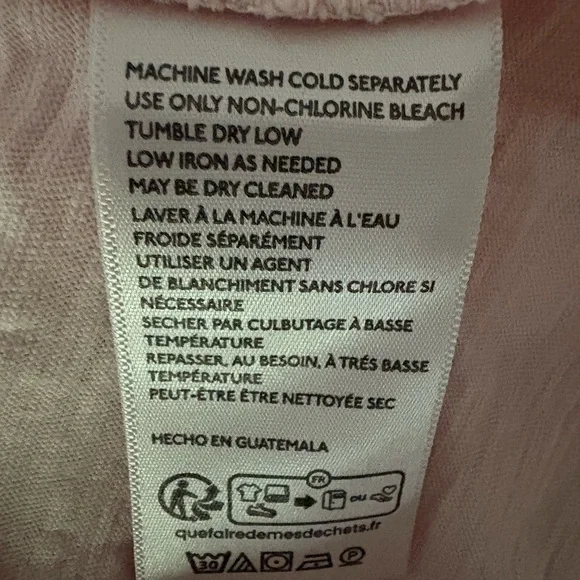 MACHINE WASH COLD SEPARATELY
USE ONLY NON-CHLORINE BLEACH
TUMBLE DRY LOW
LOW IRON AS NEEDED
MAY BE DRY CLEANED
LAVER À LA MACHINE À L'EAU
FROIDE SÉPARÉMENT
UTILISER UN AGENT
DE BLANCHIMENT SANS CHLORE SI
NÉCESSAIRE
SECHER PAR CULBUTAGE À BASSE
TEMPÉRATURE
REPASSER, AU BESOIN, À TRÉS BASSE
TEMPÉRATURE
PEUT-ÊTRE ÊTRE NETTOYÉE SEC
HECHO EN GUATEMALA
FR
OU
quefairedemesdechets.fr
30 P